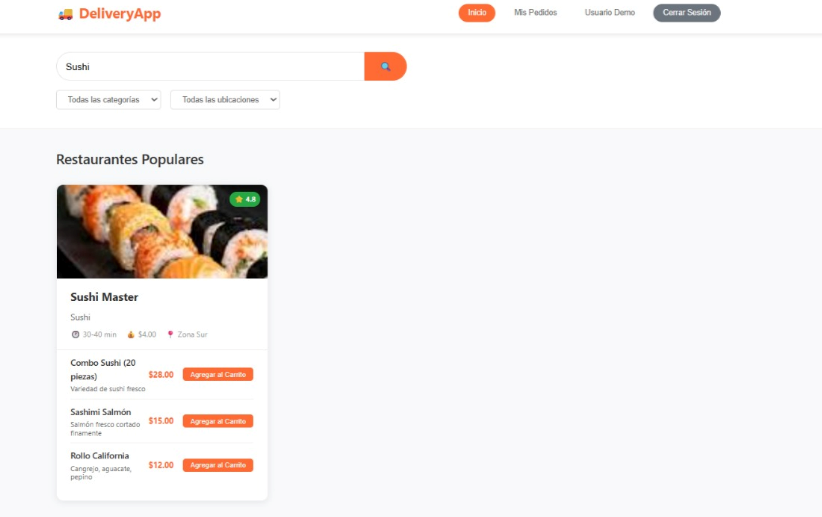 DeliveryApp
Inicio Mis Pedidos Usuario Demo Cerrar Sesión
Sushi
Todas las categorías Todas las ubicaciones
Restaurantes Populares
4.8
Sushi Master
Sushi
30-40 min $4.00 Zona Sur
Combo Sushi (20
piezas)
Variedad de sushi fresco
$28.00 Agregar al Carrito
Sashimi Salmón
Salmón fresco cortado
finamente
$15.00 Agregar al Carrito
Rollo California
Cangrejo, aguacate,
pepino
$12.00 Agregar al Carrito